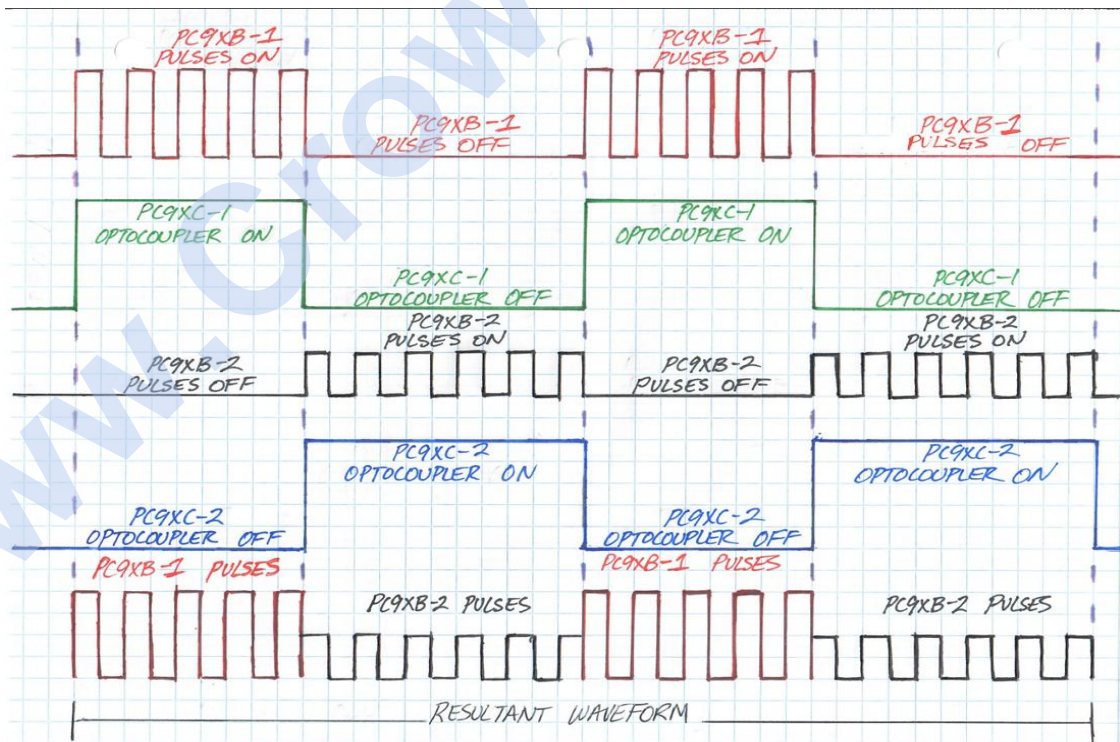 PC9XB-1
PULSES ON
PC9XB-1
PULSES ON
PC9XB-1
PULSES OFF
PC9XB-1
PULSES OFF
PC9XC-1
OPTOCOUPLER ON
PC9XC-1
OPTOCOUPLER ON
PC9XC-1
OPTOCOUPLER OFF
PC9XC-1
OPTOCOUPLER OFF
PC9XB-2
PULSES ON
PC9XB-2
PULSES ON
PC9XB-2
PULSES OFF
PC9XB-2
PULSES OFF
PC9XC-2
OPTOCOUPLER ON
PC9XC-2
OPTOCOUPLER ON
PC9XC-2
OPTOCOUPLER OFF
PC9XC-2
OPTOCOUPLER OFF
PC9XB-1 PULSES
PC9XB-1 PULSES
PC9XB-2 PULSES
PC9XB-2 PULSES
RESULTANT WAVEFORM
www.Crow